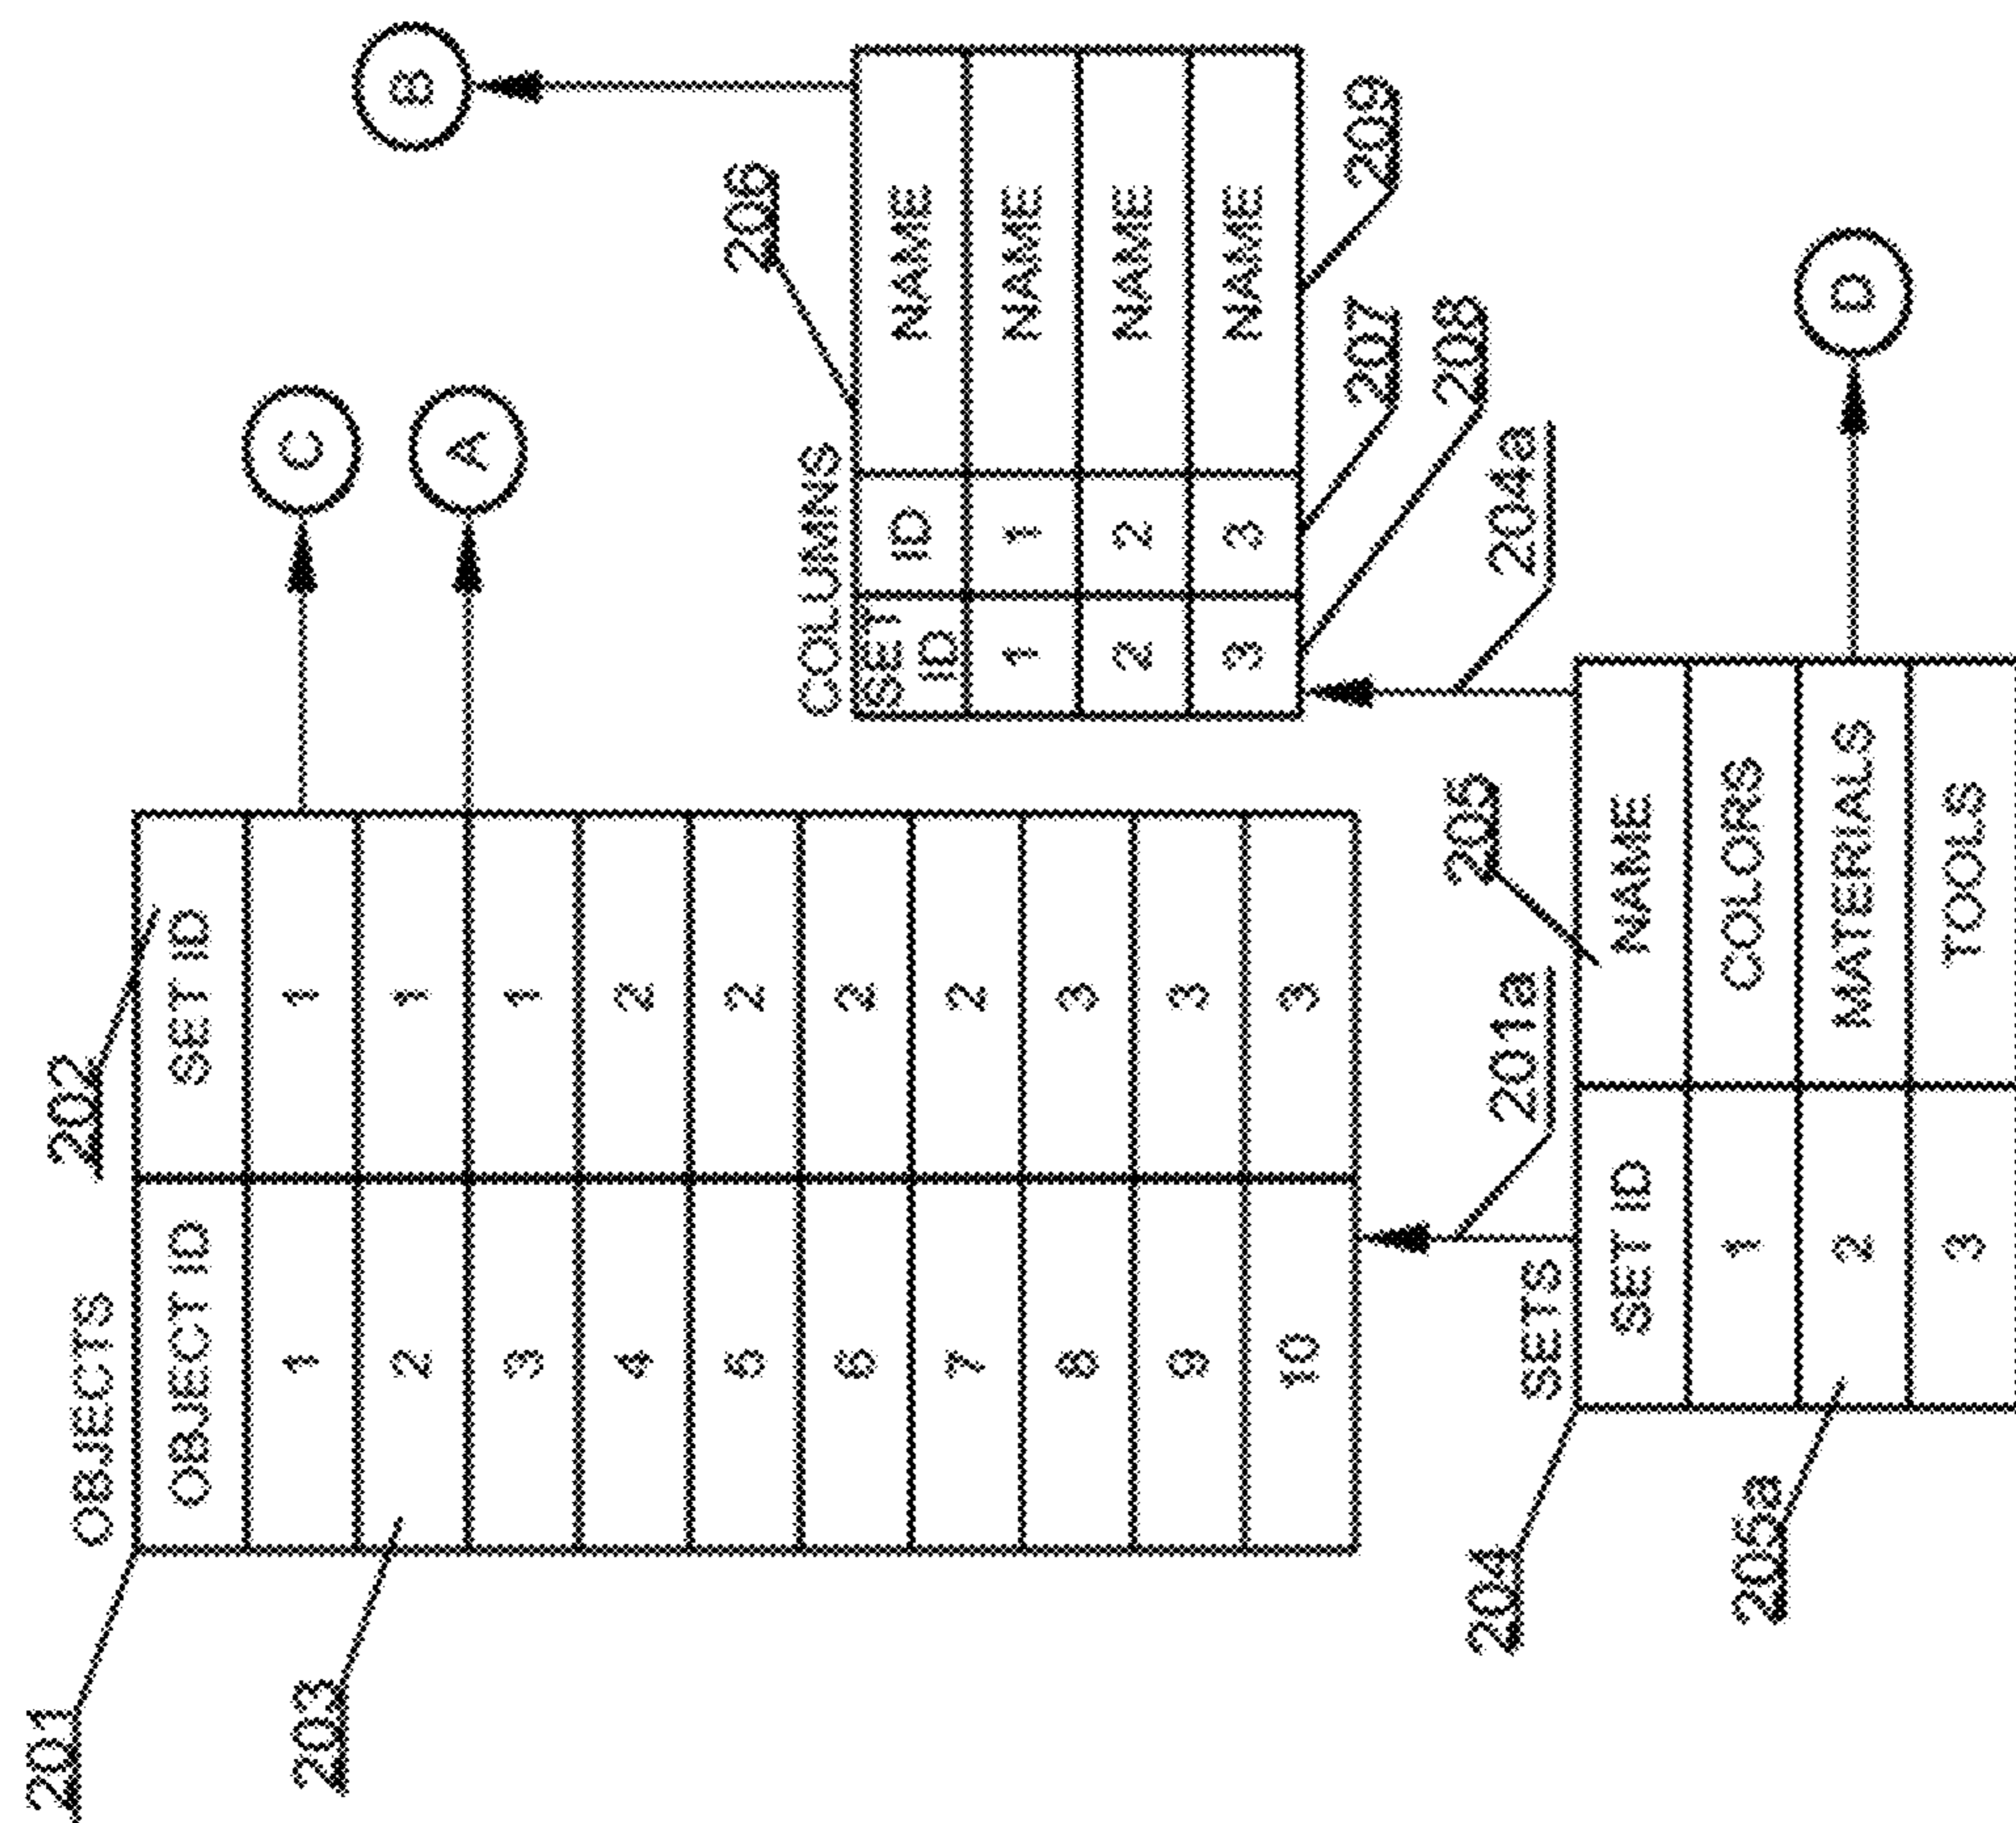 201
OBJECTS
202
OBJECT ID SET ID
1 1
2 1
3 1
4 2
5 2
6 2
7 2
8 3
9 3
10 3
203
C
A
B
206
COLUMNS
SET ID ID NAME
1 1 NAME
2 2 NAME
3 3 NAME
209
207
208
204a
201a
205
204
SETS
SET ID NAME
1 COLORS
2 MATERIALS
3 TOOLS
205a
D